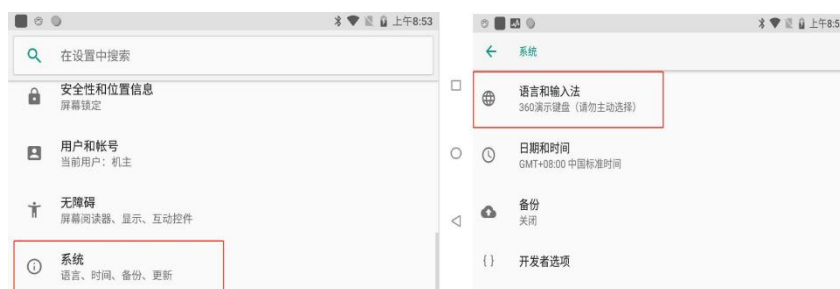 上午8:53
在设置中搜索
安全性和位置信息
屏幕锁定
用户和帐号
当前用户：机主
无障碍
屏幕阅读器、显示、互动控件
系统
语言、时间、备份、更新
上午8:5
系统
语言和输入法
360演示键盘（请勿主动选择）
日期和时间
GMT+08:00 中国标准时间
备份
关闭
{ } 开发者选项